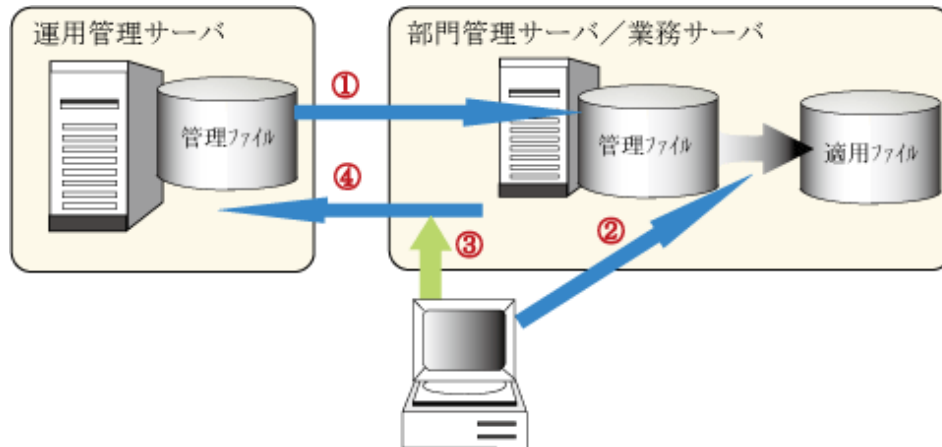 運用管理サーバ
部門管理サーバ/業務サーバ
①
管理ファイル
管理ファイル
適用ファイル
④
③
②